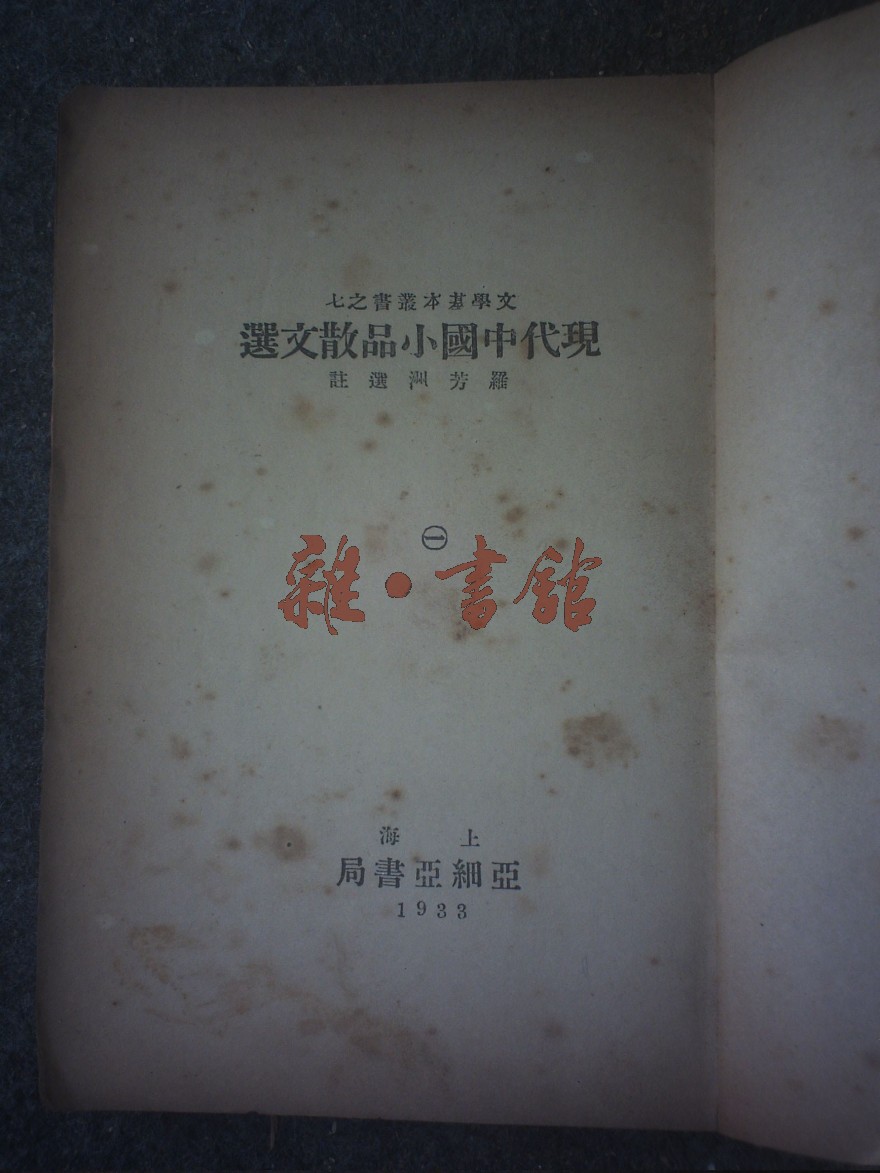 文學基本叢書之七
現代中國小品散文選
羅芳洲選註
㊀
雜·書館
上海
亞細亞書局
1933